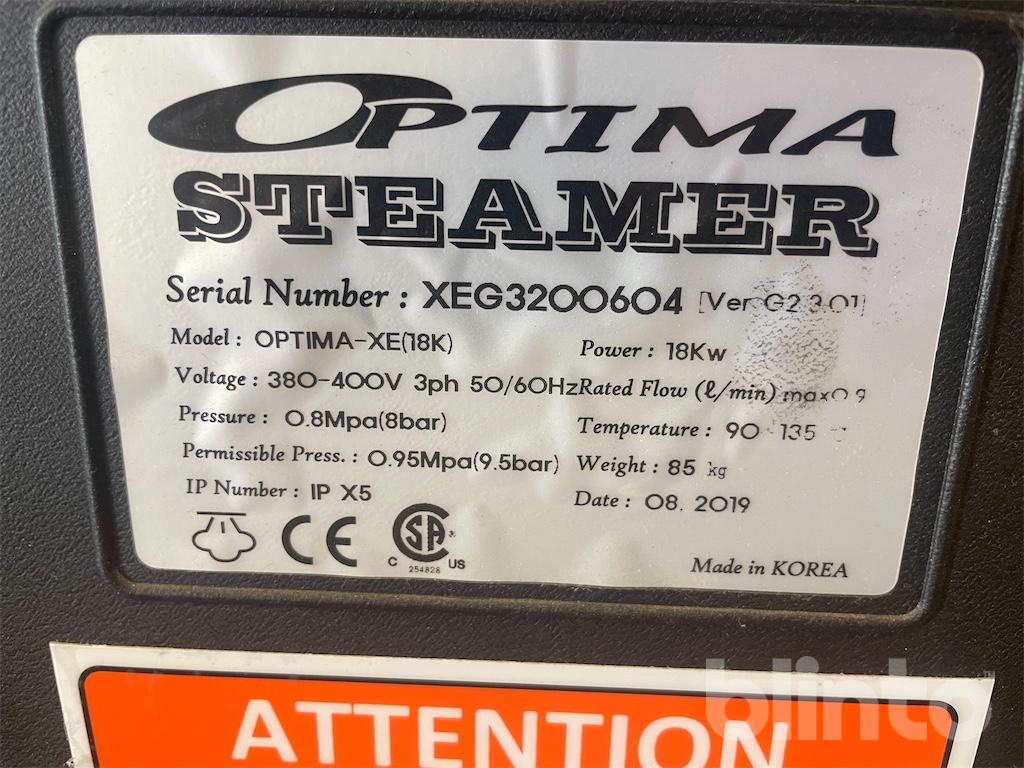 OPTIMA
STEAMER
Serial Number : XEG3200604 [Ver G2 3.01]
Model : OPTIMA-XE(18K)
Power : 18Kw
Voltage : 380-400V 3ph 50/60Hz
Rated Flow (ℓ/min) max0.9
Pressure : 0.8Mpa(8bar)
Temperature : 90 135
Permissible Press. : 0.95Mpa(9.5bar)
Weight : 85 kg
IP Number : IP X5
Date : 08. 2019
CE
C SA US
254828
Made in KOREA
ATTENTION
blinto